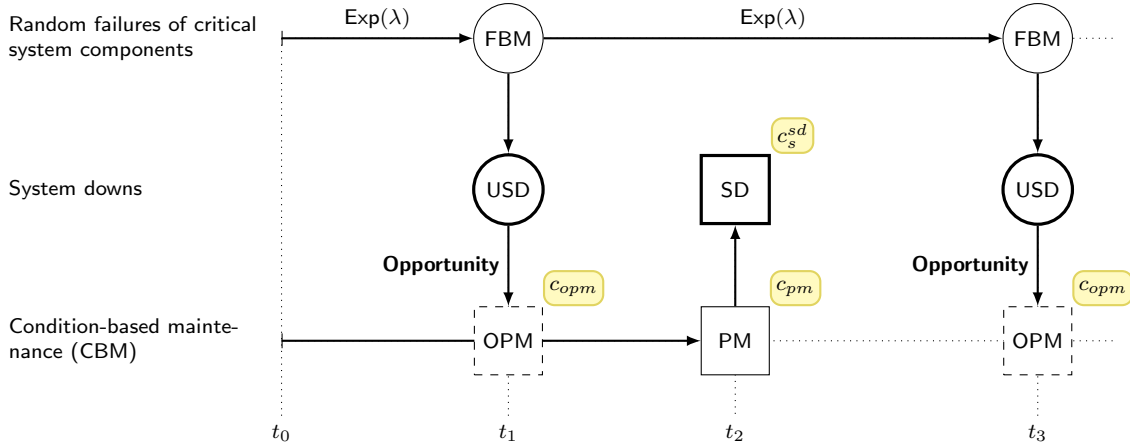 Random failures of critical
system components
Exp(λ)
FBM
Exp(λ)
FBM
c_s^{sd}
System downs
USD
SD
USD
Opportunity
c_{opm}
c_{pm}
Opportunity
c_{opm}
Condition-based mainte-
nance (CBM)
OPM
PM
OPM
t_0
t_1
t_2
t_3